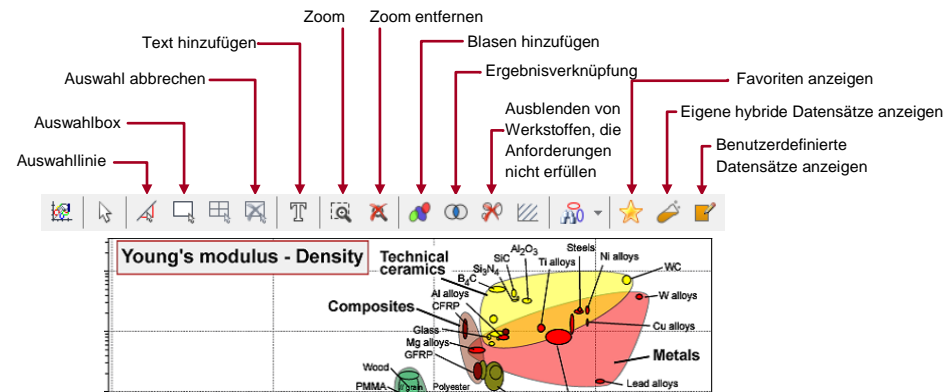 Zoom
Zoom entfernen
Text hinzufügen
Blasen hinzufügen
Auswahl abbrechen
Ergebnisverknüpfung
Favoriten anzeigen
Auswahlbox
Ausblenden von
Werkstoffen, die
Anforderungen
nicht erfüllen
Eigene hybride Datensätze anzeigen
Auswahllinie
Benutzerdefinierte
Datensätze anzeigen
Young's modulus - Density
Technical
ceramics
Composites
B4C
Si3N4
SiC
Al2O3
Ti alloys
Steels
Ni alloys
WC
Al alloys
CFRP
W alloys
Glass
Mg alloys
GFRP
Cu alloys
Metals
Wood
PMMA
Polyester
Lead alloys